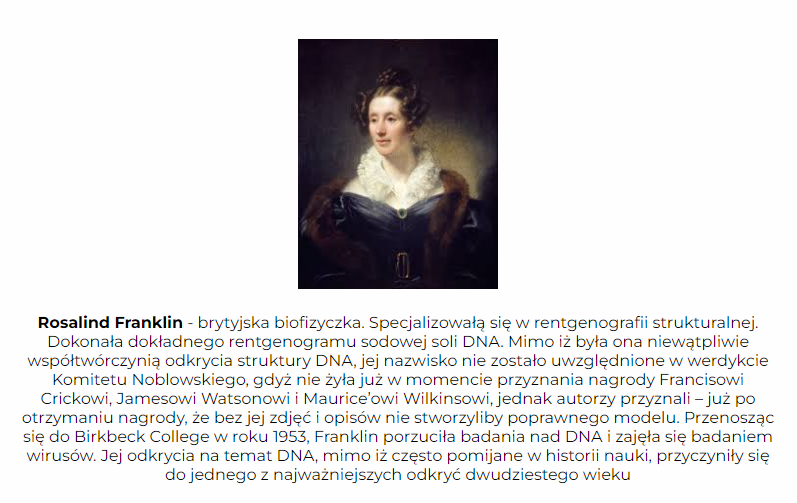 Rosalind Franklin - brytyjska biofizyczka. Specjalizowałą się w rentgenografii strukturalnej.
Dokonała dokładnego rentgenogramu sodowej soli DNA. Mimo iż była ona niewątpliwie
współtwórczynią odkrycia struktury DNA, jej nazwisko nie zostało uwzględnione w werdykcie
Komitetu Noblowskiego, gdyż nie żyła już w momencie przyznania nagrody Francisowi
Crickowi, Jamesowi Watsonowi i Maurice’owi Wilkinsowi, jednak autorzy przyznali – już po
otrzymaniu nagrody, że bez jej zdjęć i opisów nie stworzyliby poprawnego modelu. Przenosząc
się do Birkbeck College w roku 1953, Franklin porzuciła badania nad DNA i zajęła się badaniem
wirusów. Jej odkrycia na temat DNA, mimo iż często pomijane w historii nauki, przyczyniły się
do jednego z najważniejszych odkryć dwudziestego wieku